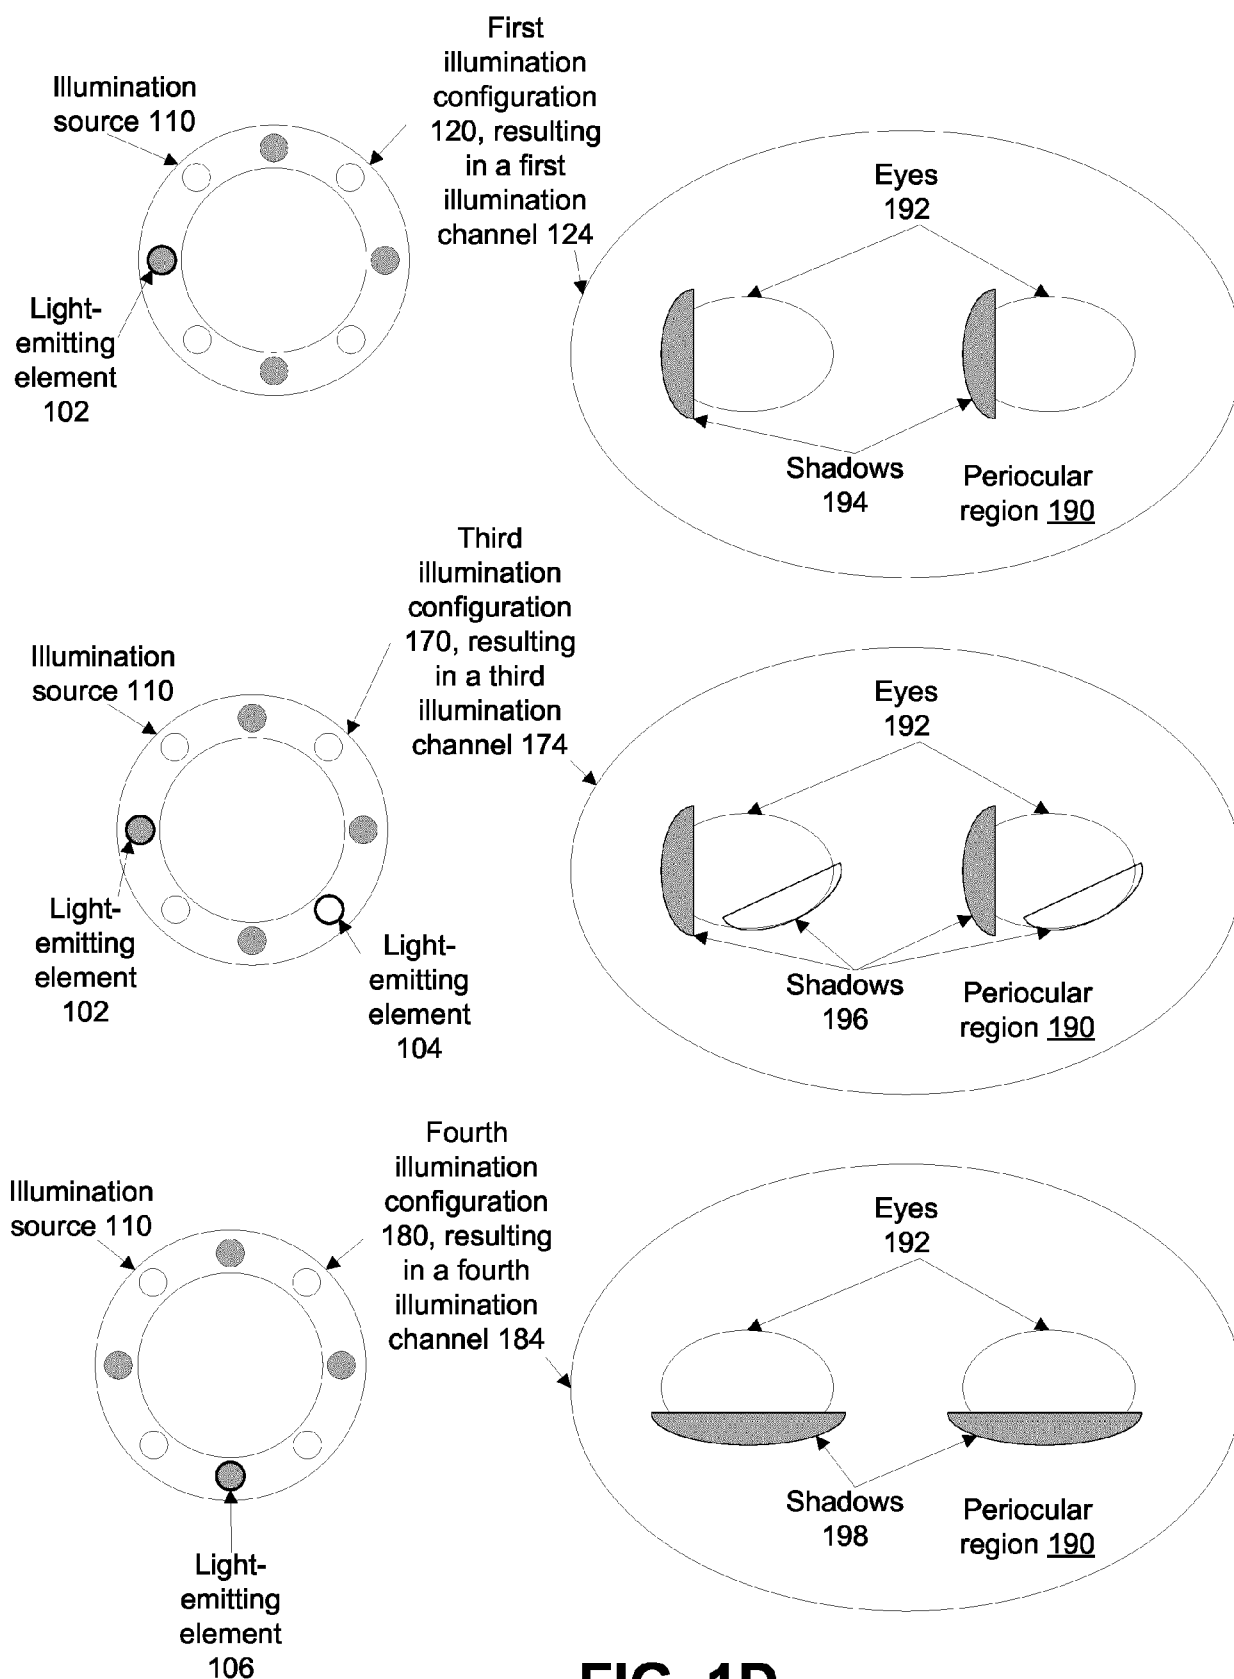 First
illumination
configuration
120, resulting
in a first
illumination
channel 124
Illumination
source 110
Light-
emitting
element
102
Eyes
192
Shadows
194
Periocular
region 190
Third
illumination
configuration
170, resulting
in a third
illumination
channel 174
Illumination
source 110
Light-
emitting
element
102
Light-
emitting
element
104
Eyes
192
Shadows
196
Periocular
region 190
Fourth
illumination
configuration
180, resulting
in a fourth
illumination
channel 184
Illumination
source 110
Light-
emitting
element
106
Eyes
192
Shadows
198
Periocular
region 190
FIG. 1D